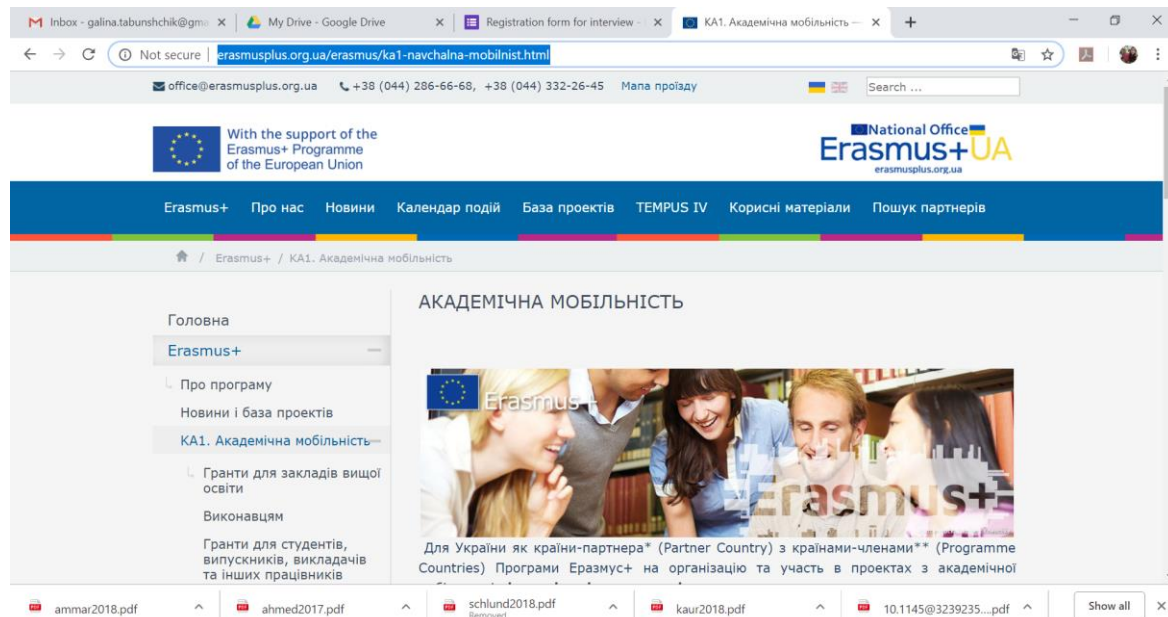 Inbox - galina.tabunshchik@gma
My Drive - Google Drive
Registration form for interview -
КА1. Академічна мобільність —
Not secure
erasmusplus.org.ua/erasmus/ka1-navchalna-mobilnist.html
office@erasmusplus.org.ua +38 (044) 286-66-68, +38 (044) 332-26-45 Мапа проїзду
Search ...
With the support of the
Erasmus+ Programme
of the European Union
National Office
Erasmus+UA
erasmusplus.org.ua
Erasmus+ Про нас Новини Календар подій База проектів TEMPUS IV Корисні матеріали Пошук партнерів
/ Erasmus+ / КА1. Академічна мобільність
Головна
Erasmus+
Про програму
Новини і база проектів
КА1. Академічна мобільність
Гранти для закладів вищої
освіти
Виконавцям
Гранти для студентів,
випускників, викладачів
та інших працівників
АКАДЕМІЧНА МОБІЛЬНІСТЬ
Erasmus+
Erasmus+
Для України як країни-партнера* (Partner Country) з країнами-членами** (Programme
Countries) Програми Еразмус+ на організацію та участь в проектах з академічної
ammar2018.pdf
ahmed2017.pdf
schlund2018.pdf
Removed
kaur2018.pdf
10.1145@3239235....pdf
Show all